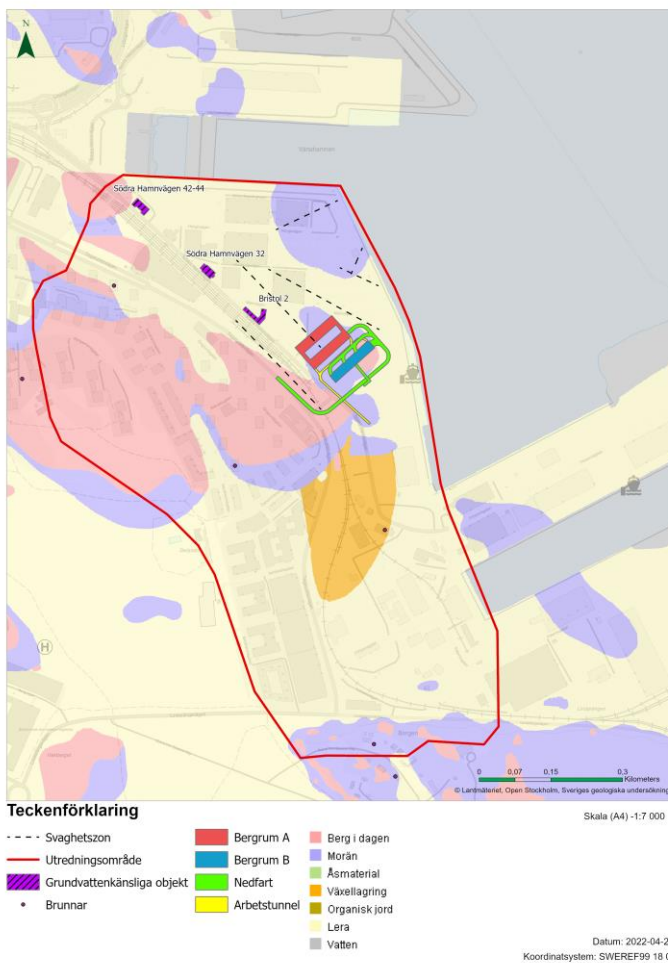 N
Södra Hamnvägen 42-44
Södra Hamnvägen 32
Bristol 2
H
0 0,07 0,15 0,3
Kilometers
© Lantmäteriet, Open Stockholm, Sveriges geologiska undersökning
Teckenförklaring
Skala (A4) -1:7 000
Svaghetszon
Utredningsområde
Grundvattenkänsliga objekt
Brunnar
Bergrum A
Bergrum B
Nedfart
Arbetstunnel
Berg i dagen
Morän
Åsmaterial
Växellagring
Organisk jord
Lera
Vatten
Datum: 2022-04-2
Koordinatsystem: SWEREF99 18 0